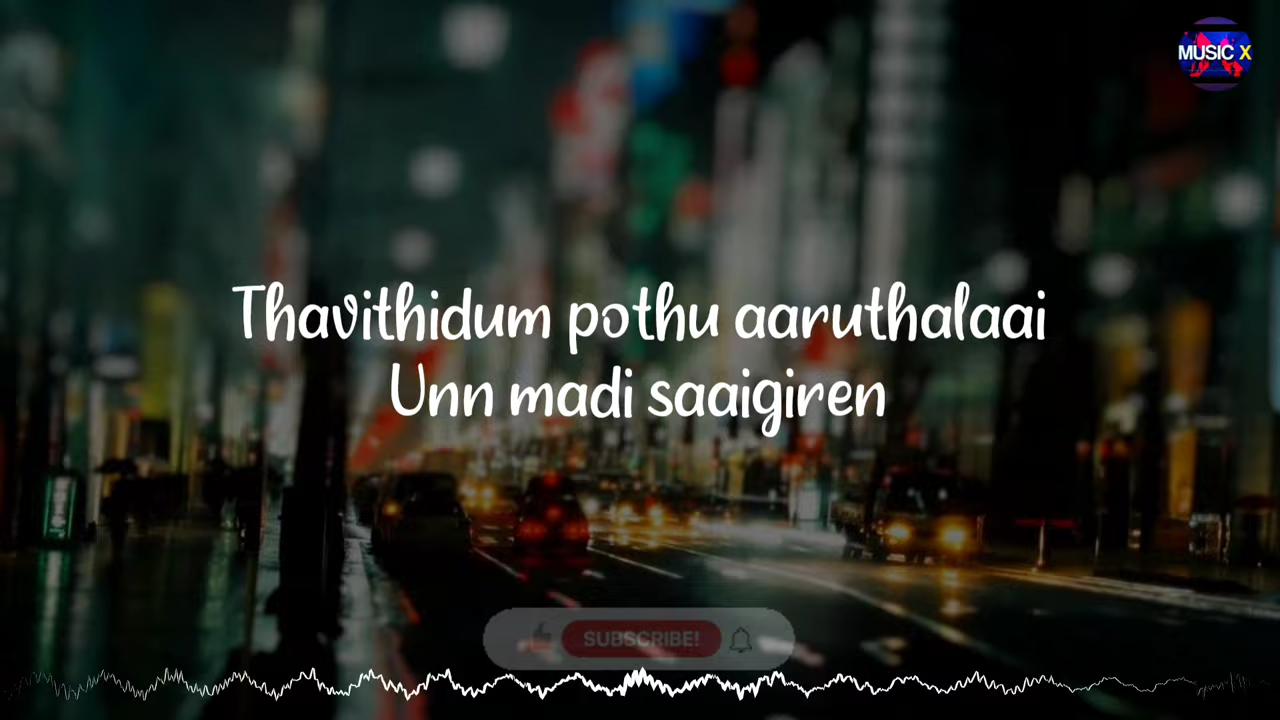 MUSIC X
Thavithidum pothu aaruthalaai
Unn madi saaigiren
SUBSCRIBE!